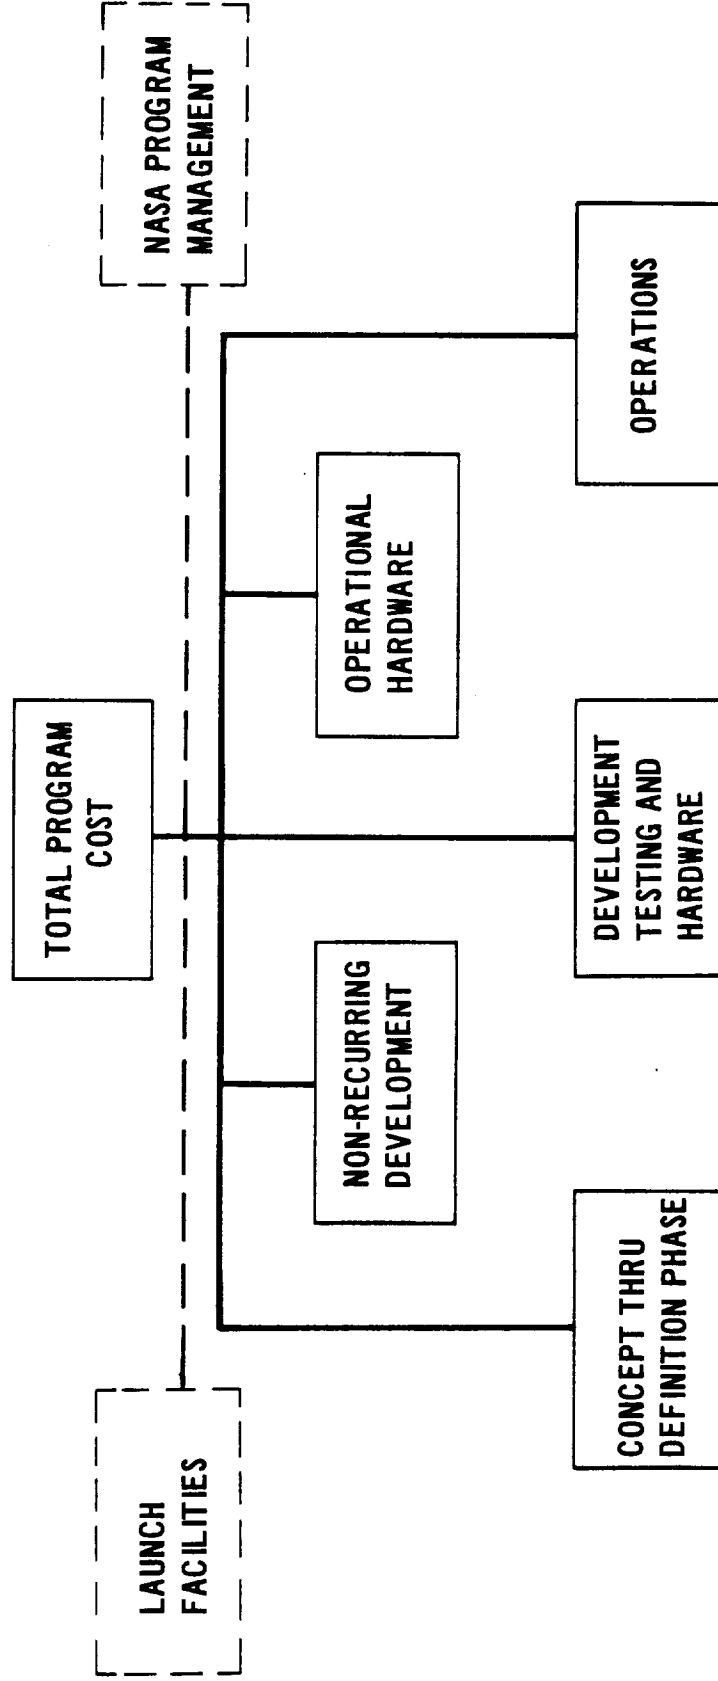 TOTAL PROGRAM
COST
LAUNCH
FACILITIES
NASA PROGRAM
MANAGEMENT
NON-RECURRING
DEVELOPMENT
OPERATIONAL
HARDWARE
CONCEPT THRU
DEFINITION PHASE
DEVELOPMENT
TESTING AND
HARDWARE
OPERATIONS